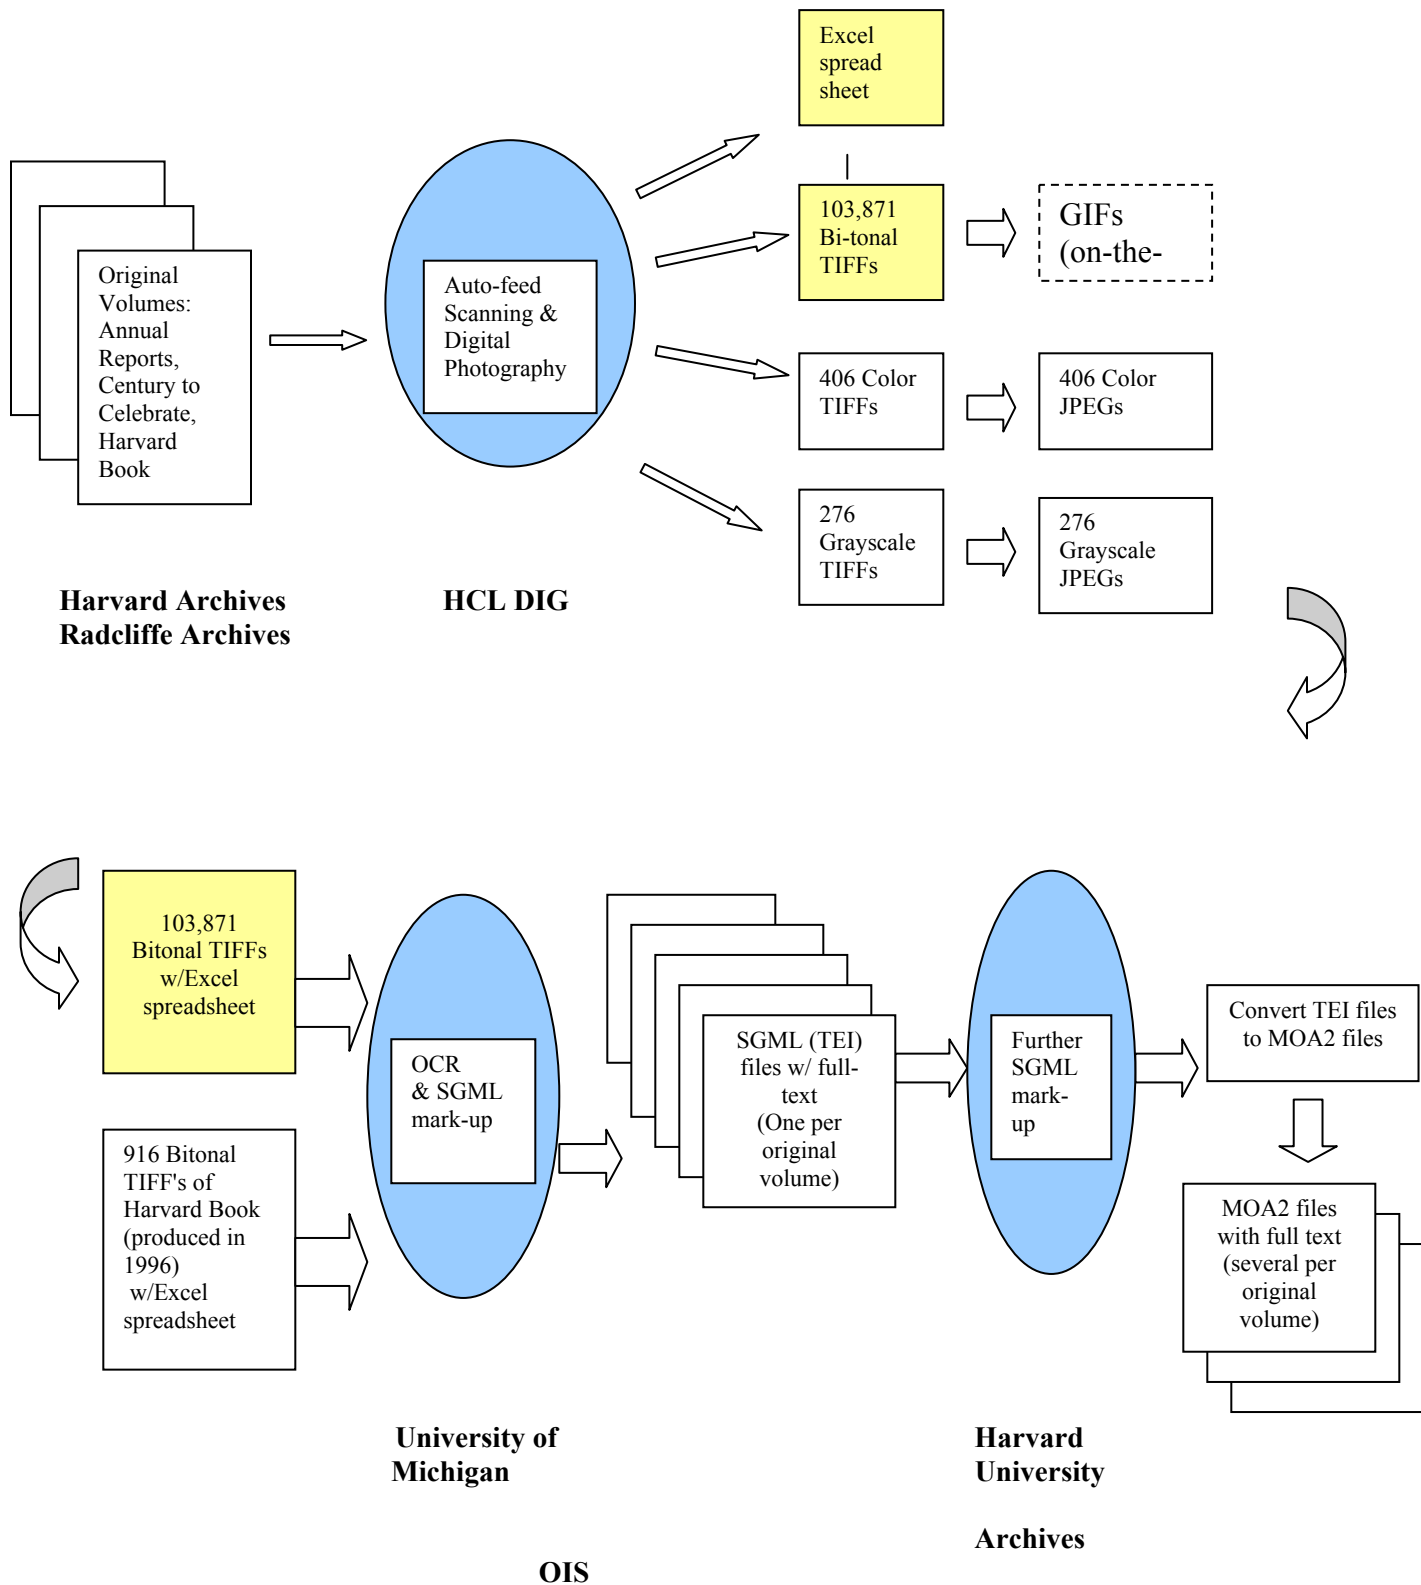 Excel
spread
sheet
Original
Volumes:
Annual
Reports,
Century to
Celebrate,
Harvard
Book
Auto-feed
Scanning &
Digital
Photography
103,871
Bi-tonal
TIFFs
GIFs
(on-the-
406 Color
TIFFs
406 Color
JPEGs
276
Grayscale
TIFFs
276
Grayscale
JPEGs
Harvard Archives
Radcliffe Archives
HCL DIG
103,871
Bitonal TIFFs
w/Excel
spreadsheet
916 Bitonal
TIFF's of
Harvard Book
(produced in
1996)
w/Excel
spreadsheet
OCR
& SGML
mark-up
SGML (TEI)
files w/ full-
text
(One per
original
volume)
Further
SGML
mark-
up
Convert TEI files
to MOA2 files
MOA2 files
with full text
(several per
original
volume)
University of
Michigan
Harvard
University
Archives
OIS